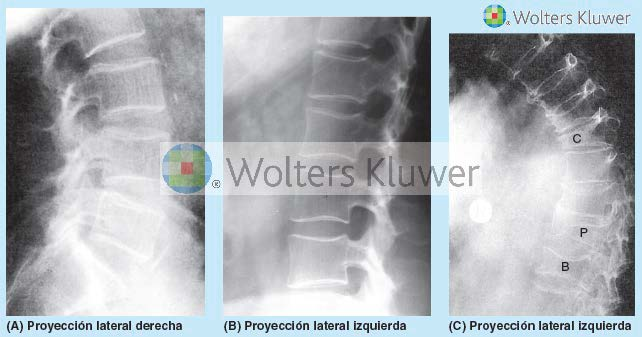 Wolters Kluwer
Wolters Kluwer
C
P
B
(A) Proyección lateral derecha
(B) Proyección lateral izquierda
(C) Proyección lateral izquierda